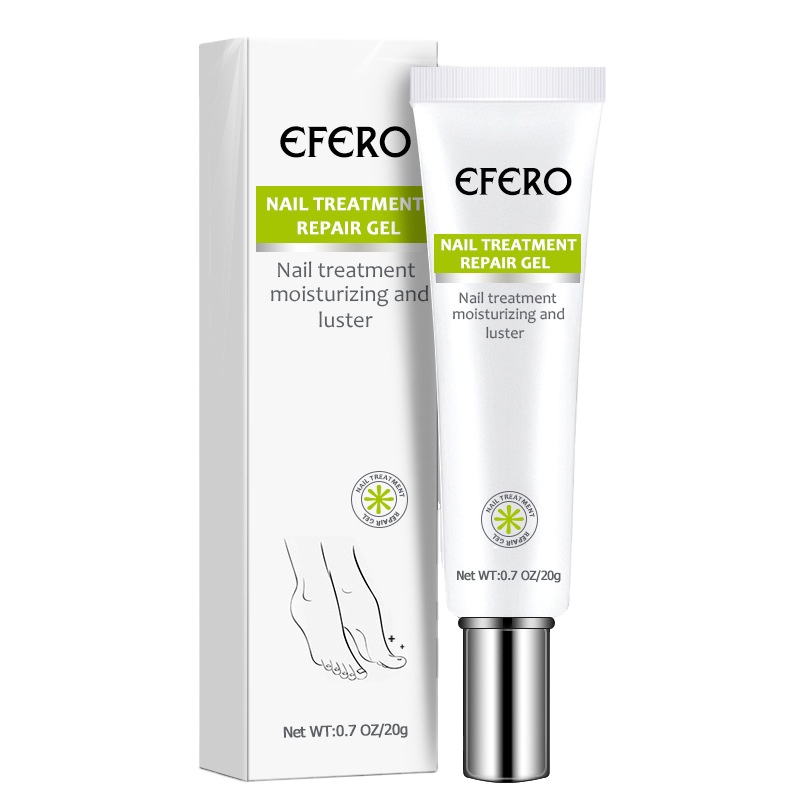 EFERO
NAIL TREATMENT
REPAIR GEL
Nail treatment
moisturizing and
luster
NAIL TREATMENT
REPAIR GEL
Net WT:0.7 OZ/20g
EFERO
NAIL TREATMENT
REPAIR GEL
Nail treatment
moisturizing and
luster
NAIL TREATMENT
REPAIR GEL
Net WT:0.7 OZ/20g